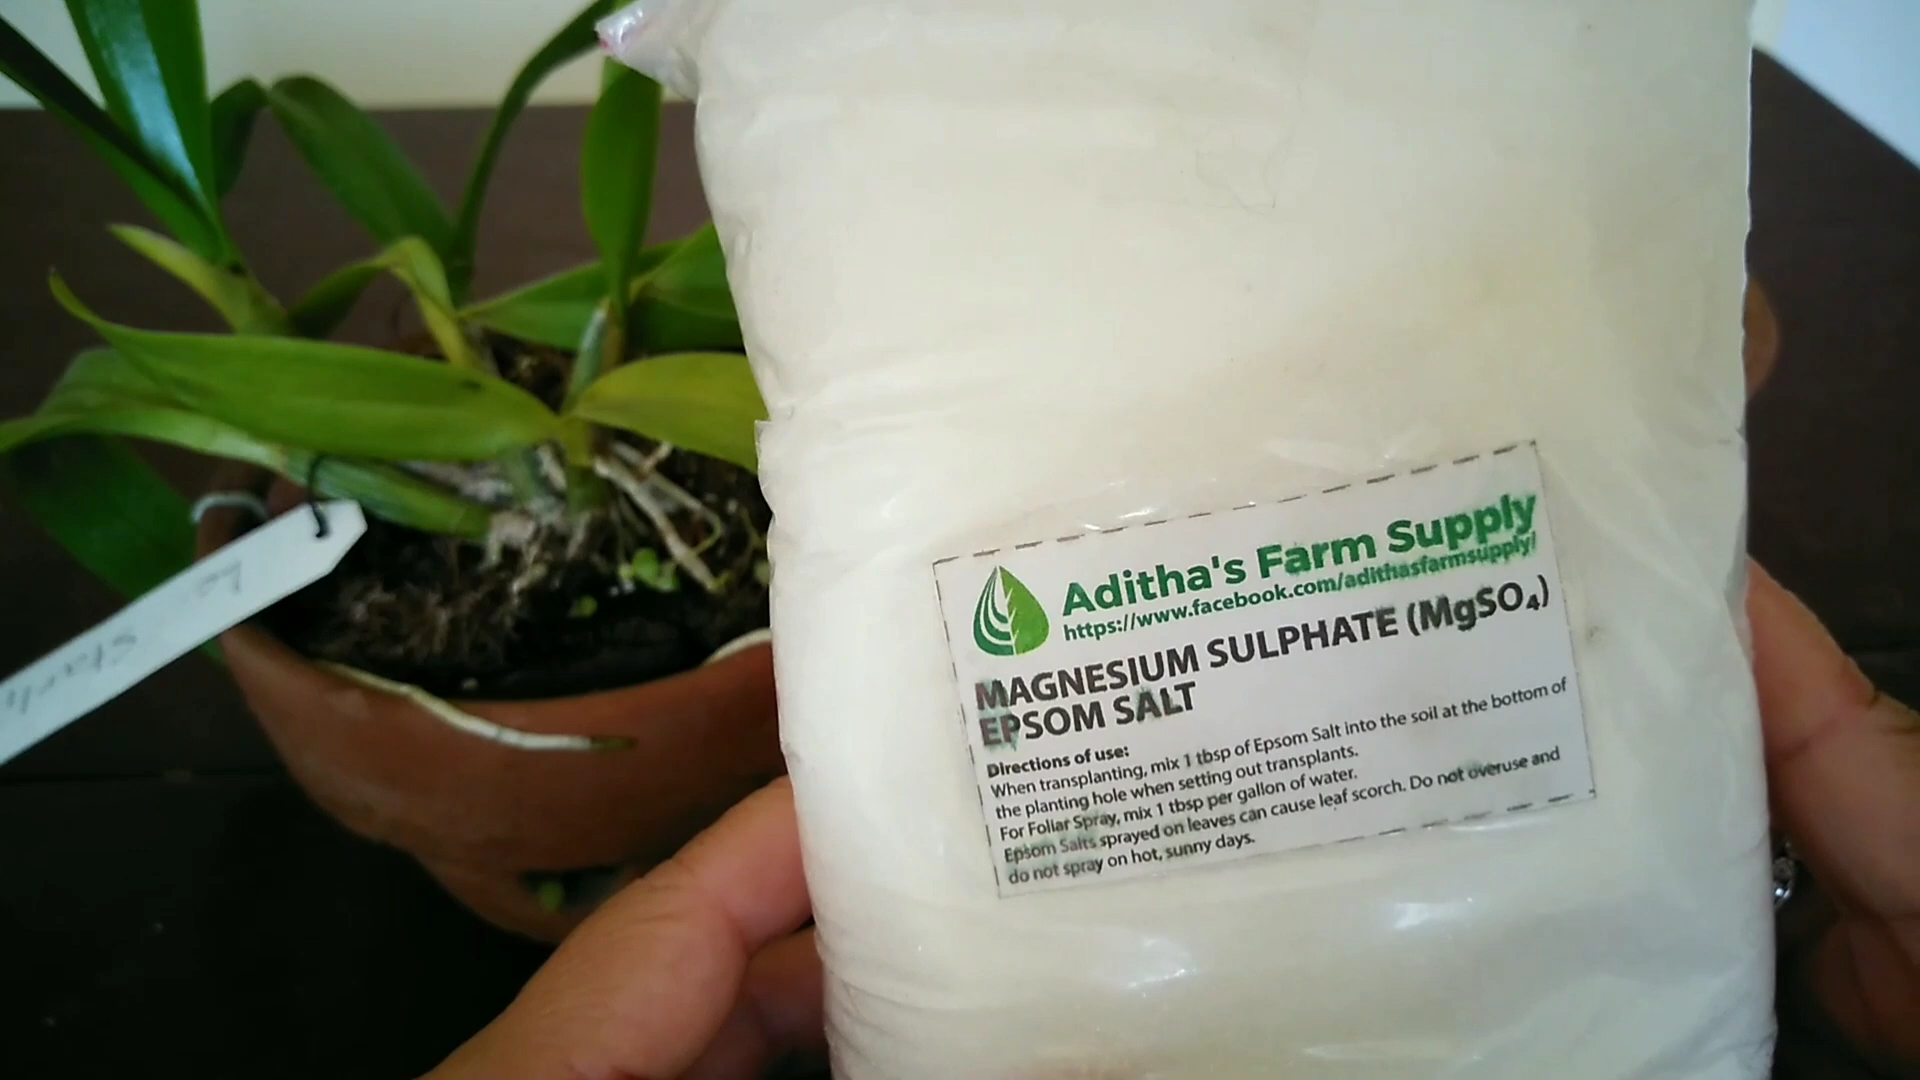 Aditha's Farm Supply
https://www.facebook.com/adithasfarmsupply/
MAGNESIUM SULPHATE (MgSO₄)
EPSOM SALT
Directions of use:
When transplanting, mix 1 tbsp of Epsom Salt into the soil at the bottom of
the planting hole when setting out transplants.
For Foliar Spray, mix 1 tbsp per gallon of water.
Epsom Salts sprayed on leaves can cause leaf scorch. Do not overuse and
do not spray on hot, sunny days.